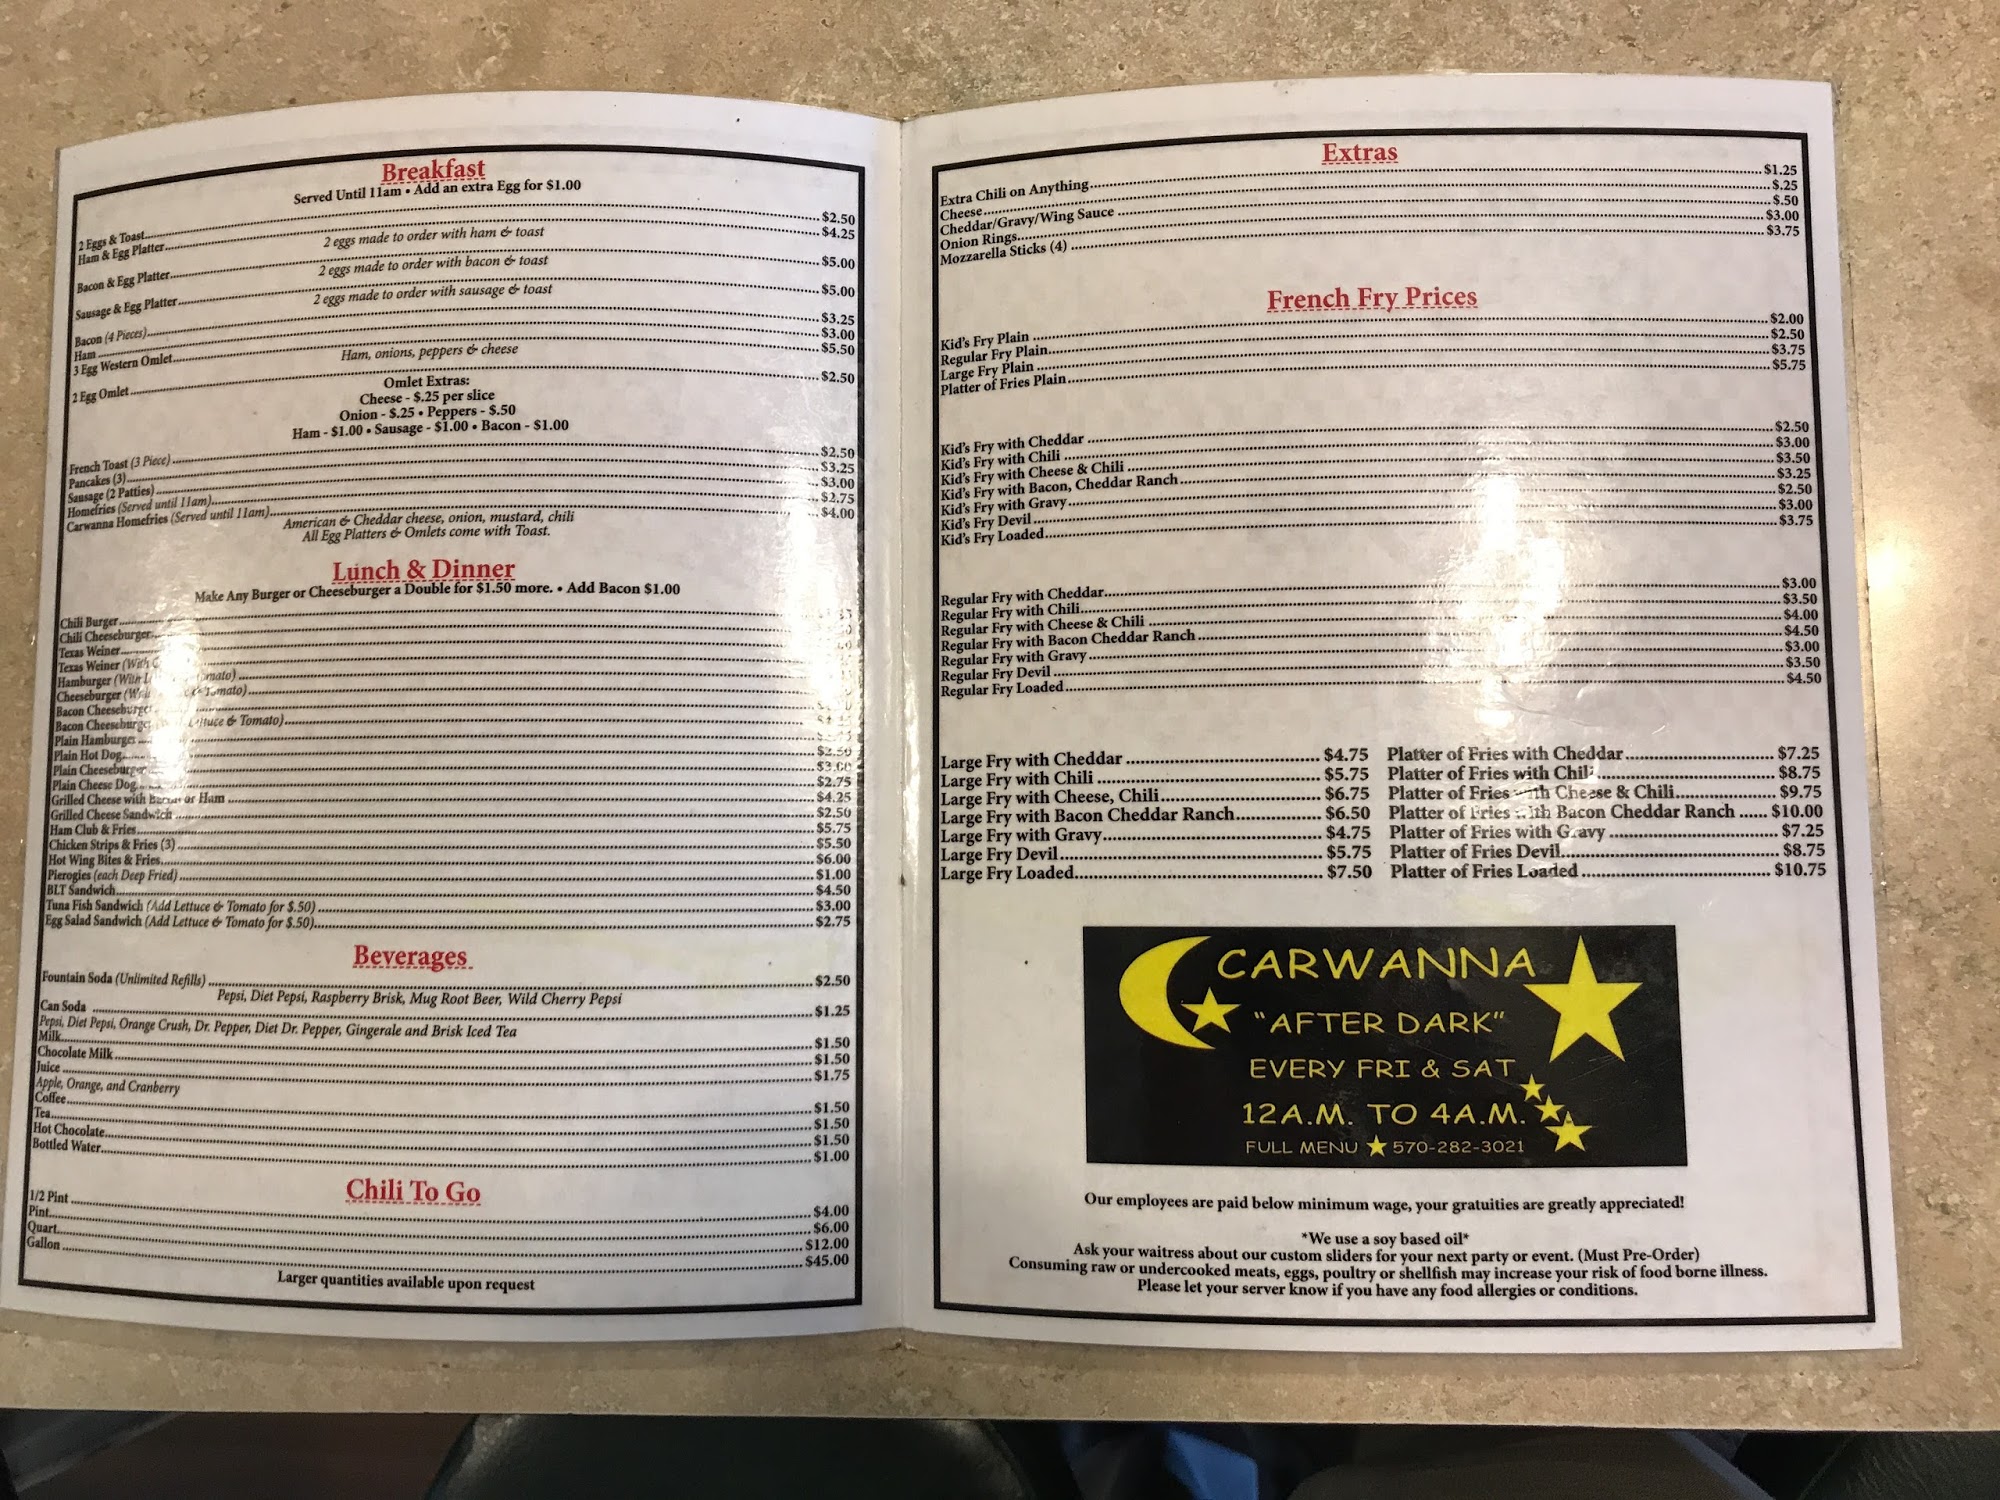 Breakfast
Served Until 11am • Add an extra Egg for $1.00
2 Eggs & Toast $2.50
Ham & Egg Platter $4.25
2 eggs made to order with ham & toast
Bacon & Egg Platter $5.00
2 eggs made to order with bacon & toast
Sausage & Egg Platter $5.00
2 eggs made to order with sausage & toast
Bacon (4 Pieces) $3.25
Ham $3.00
3 Egg Western Omlet $5.50
Ham, onions, peppers & cheese
2 Egg Omlet $2.50
Omlet Extras:
Cheese - $.25 per slice
Onion - $.25 • Peppers - $.50
Ham - $1.00 • Sausage - $1.00 • Bacon - $1.00
French Toast (3 Piece) $2.50
Pancakes (3) $3.25
Sausage (2 Patties) $3.00
Homefries (Served until 11am) $2.75
Carwanna Homefries (Served until 11am) $4.00
American & Cheddar cheese, onion, mustard, chili
All Egg Platters & Omlets come with Toast.
Lunch & Dinner
Make Any Burger or Cheeseburger a Double for $1.50 more. • Add Bacon $1.00
Chili Burger
Chili Cheeseburger
Texas Weiner
Texas Weiner (With
Hamburger (With
Cheeseburger Tomato)
Bacon Cheeseburger
Bacon Cheeseburger Lettuce & Tomato)
Plain Hamburger
Plain Hot Dog $2.50
Plain Cheeseburger $3.00
Plain Cheese Dog $2.75
Grilled Cheese with Bacon or Ham $4.25
Grilled Cheese Sandwich $2.50
Ham Club & Fries $5.75
Chicken Strips & Fries (3) $5.50
Hot Wing Bites & Fries $6.00
Pierogies (each Deep Fried) $1.00
BLT Sandwich $4.50
Tuna Fish Sandwich (Add Lettuce & Tomato for $.50) $3.00
Egg Salad Sandwich (Add Lettuce & Tomato for $.50) $2.75
Beverages
Fountain Soda (Unlimited Refills) $2.50
Pepsi, Diet Pepsi, Raspberry Brisk, Mug Root Beer, Wild Cherry Pepsi
Can Soda $1.25
Pepsi, Diet Pepsi, Orange Crush, Dr. Pepper, Diet Dr. Pepper, Gingerale and Brisk Iced Tea
Milk $1.50
Chocolate Milk $1.50
Juice $1.75
Apple, Orange, and Cranberry
Coffee $1.50
Tea $1.50
Hot Chocolate $1.50
Bottled Water $1.00
Chili To Go
1/2 Pint $4.00
Pint $6.00
Quart $12.00
Gallon $45.00
Larger quantities available upon request
Extras
Extra Chili on Anything $1.25
Cheese $.25
Cheddar/Gravy/Wing Sauce $.50
Onion Rings $3.00
Mozzarella Sticks (4) $3.75
French Fry Prices
Kid's Fry Plain $2.00
Regular Fry Plain $2.50
Large Fry Plain $3.75
Platter of Fries Plain $5.75
Kid's Fry with Cheddar $2.50
Kid's Fry with Chili $3.00
Kid's Fry with Cheese & Chili $3.50
Kid's Fry with Bacon, Cheddar Ranch $3.25
Kid's Fry with Gravy $2.50
Kid's Fry Devil $3.00
Kid's Fry Loaded $3.75
Regular Fry with Cheddar $3.00
Regular Fry with Chili $3.50
Regular Fry with Cheese & Chili $4.00
Regular Fry with Bacon Cheddar Ranch $4.50
Regular Fry with Gravy $3.00
Regular Fry Devil $3.50
Regular Fry Loaded $4.50
Large Fry with Cheddar $4.75
Large Fry with Chili $5.75
Large Fry with Cheese, Chili $6.75
Large Fry with Bacon Cheddar Ranch $6.50
Large Fry with Gravy $4.75
Large Fry Devil $5.75
Large Fry Loaded $7.50
Platter of Fries with Cheddar $7.25
Platter of Fries with Chili $8.75
Platter of Fries with Cheese & Chili $9.75
Platter of Fries with Bacon Cheddar Ranch $10.00
Platter of Fries with Gravy $7.25
Platter of Fries Devil $8.75
Platter of Fries Loaded $10.75
CARWANNA
"AFTER DARK"
EVERY FRI & SAT
12A.M. TO 4A.M.
FULL MENU 570-282-3021
Our employees are paid below minimum wage, your gratuities are greatly appreciated!
*We use a soy based oil*
Ask your waitress about our custom sliders for your next party or event. (Must Pre-Order)
Consuming raw or undercooked meats, eggs, poultry or shellfish may increase your risk of food borne illness.
Please let your server know if you have any food allergies or conditions.